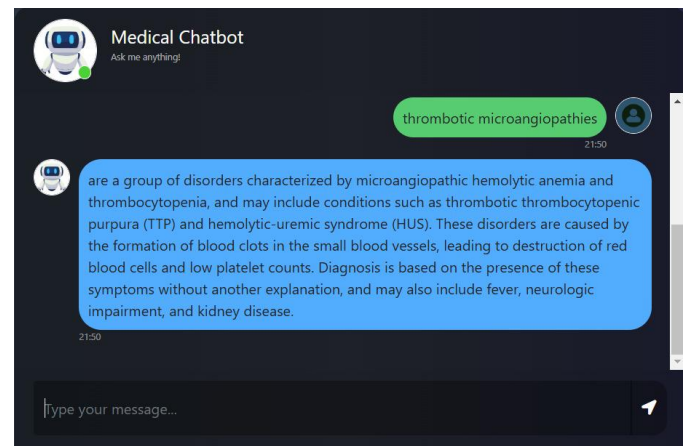 Medical Chatbot
Ask me anything!
thrombotic microangiopathies
21:50
are a group of disorders characterized by microangiopathic hemolytic anemia and
thrombocytopenia, and may include conditions such as thrombotic thrombocytopenic
purpura (TTP) and hemolytic-uremic syndrome (HUS). These disorders are caused by
the formation of blood clots in the small blood vessels, leading to destruction of red
blood cells and low platelet counts. Diagnosis is based on the presence of these
symptoms without another explanation, and may also include fever, neurologic
impairment, and kidney disease.
21:50
Type your message...